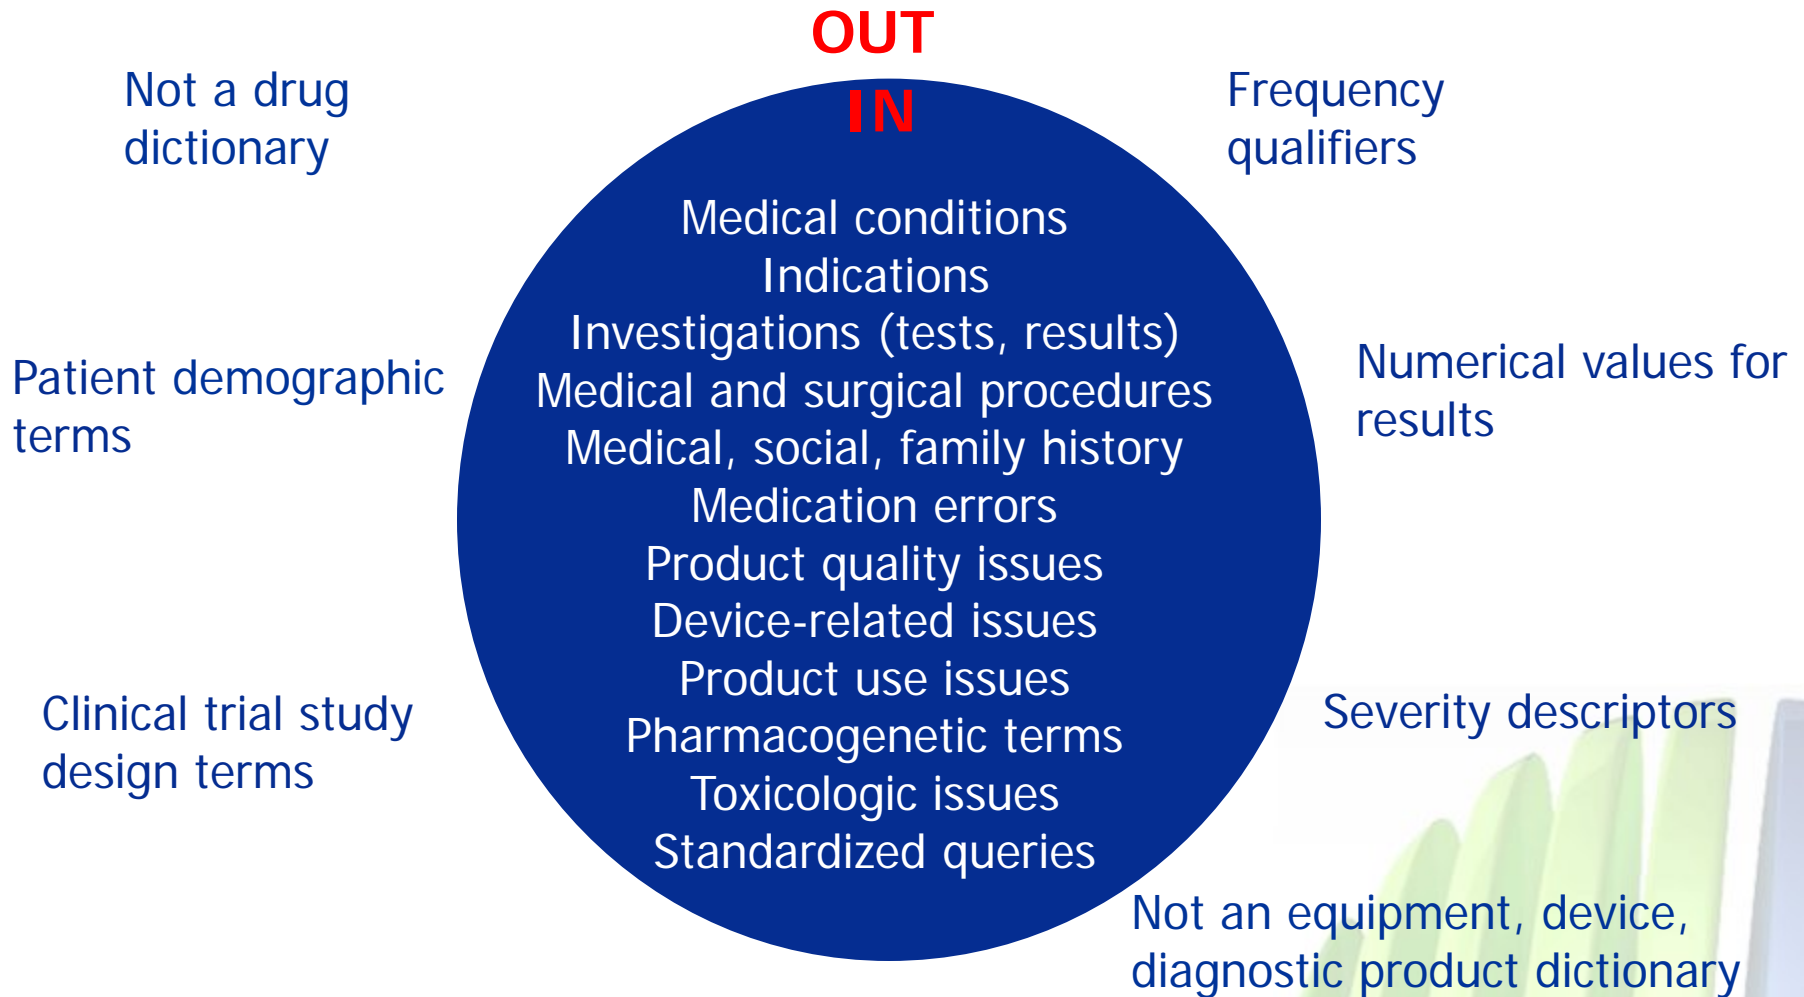 OUT
IN
Not a drug
dictionary
Frequency
qualifiers
Medical conditions
Indications
Investigations (tests, results)
Medical and surgical procedures
Medical, social, family history
Medication errors
Product quality issues
Device-related issues
Product use issues
Pharmacogenetic terms
Toxicologic issues
Standardized queries
Patient demographic
terms
Numerical values for
results
Clinical trial study
design terms
Severity descriptors
Not an equipment, device,
diagnostic product dictionary